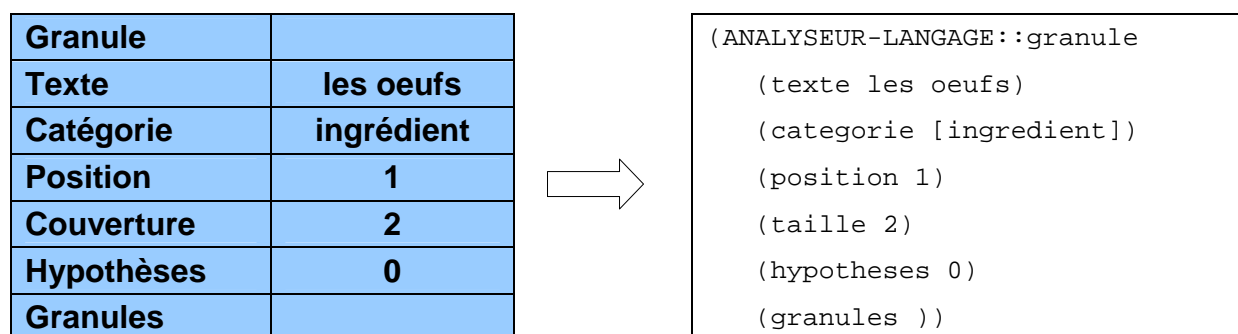 Granule
Texte les oeufs
Catégorie ingrédient
Position 1
Couverture 2
Hypothèses 0
Granules
(ANALYSEUR-LANGAGE::granule
(texte les oeufs)
(categorie [ingredient])
(position 1)
(taille 2)
(hypotheses 0)
(granules ))